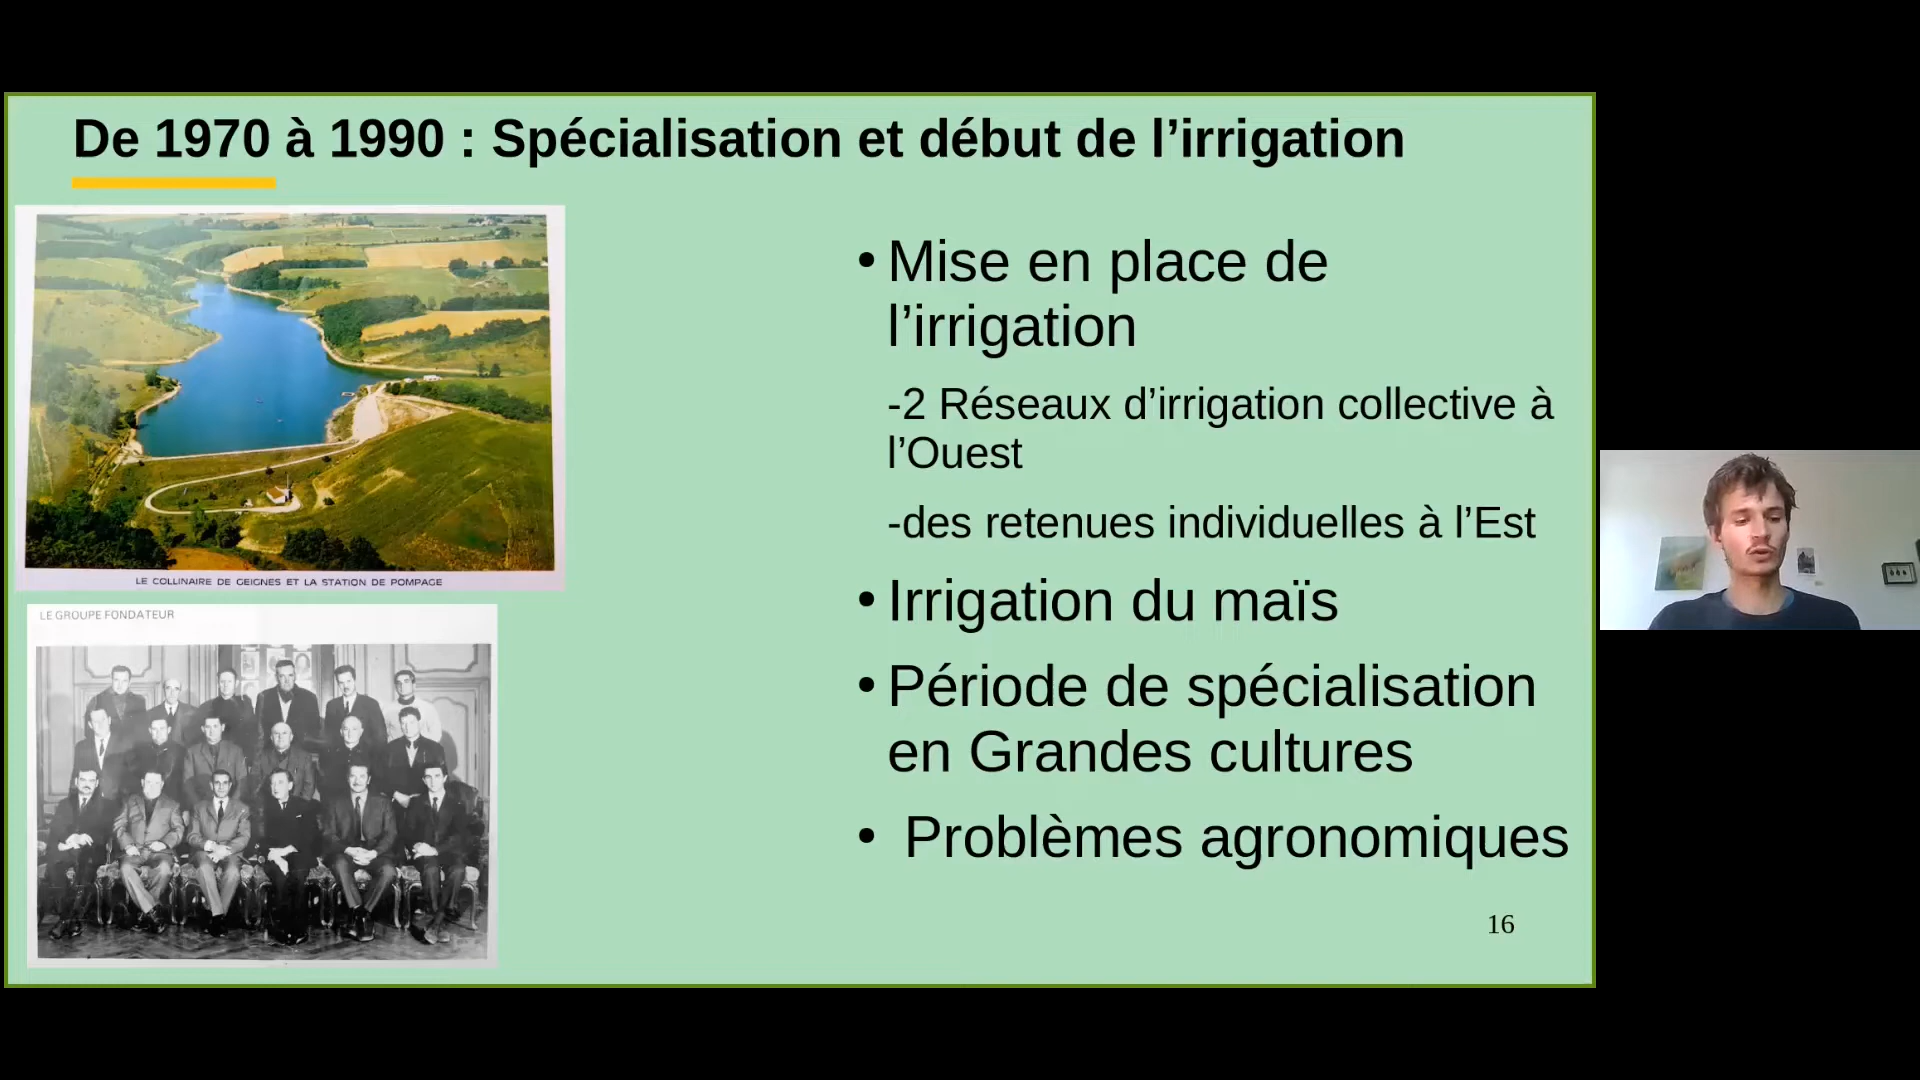 De 1970 à 1990 : Spécialisation et début de l’irrigation
LE COLLINAIRE DE GEIGNES ET LA STATION DE POMPAGE
LE GROUPE FONDATEUR
• Mise en place de
l’irrigation
-2 Réseaux d’irrigation collective à
l’Ouest
-des retenues individuelles à l’Est
• Irrigation du maïs
• Période de spécialisation
en Grandes cultures
• Problèmes agronomiques
16